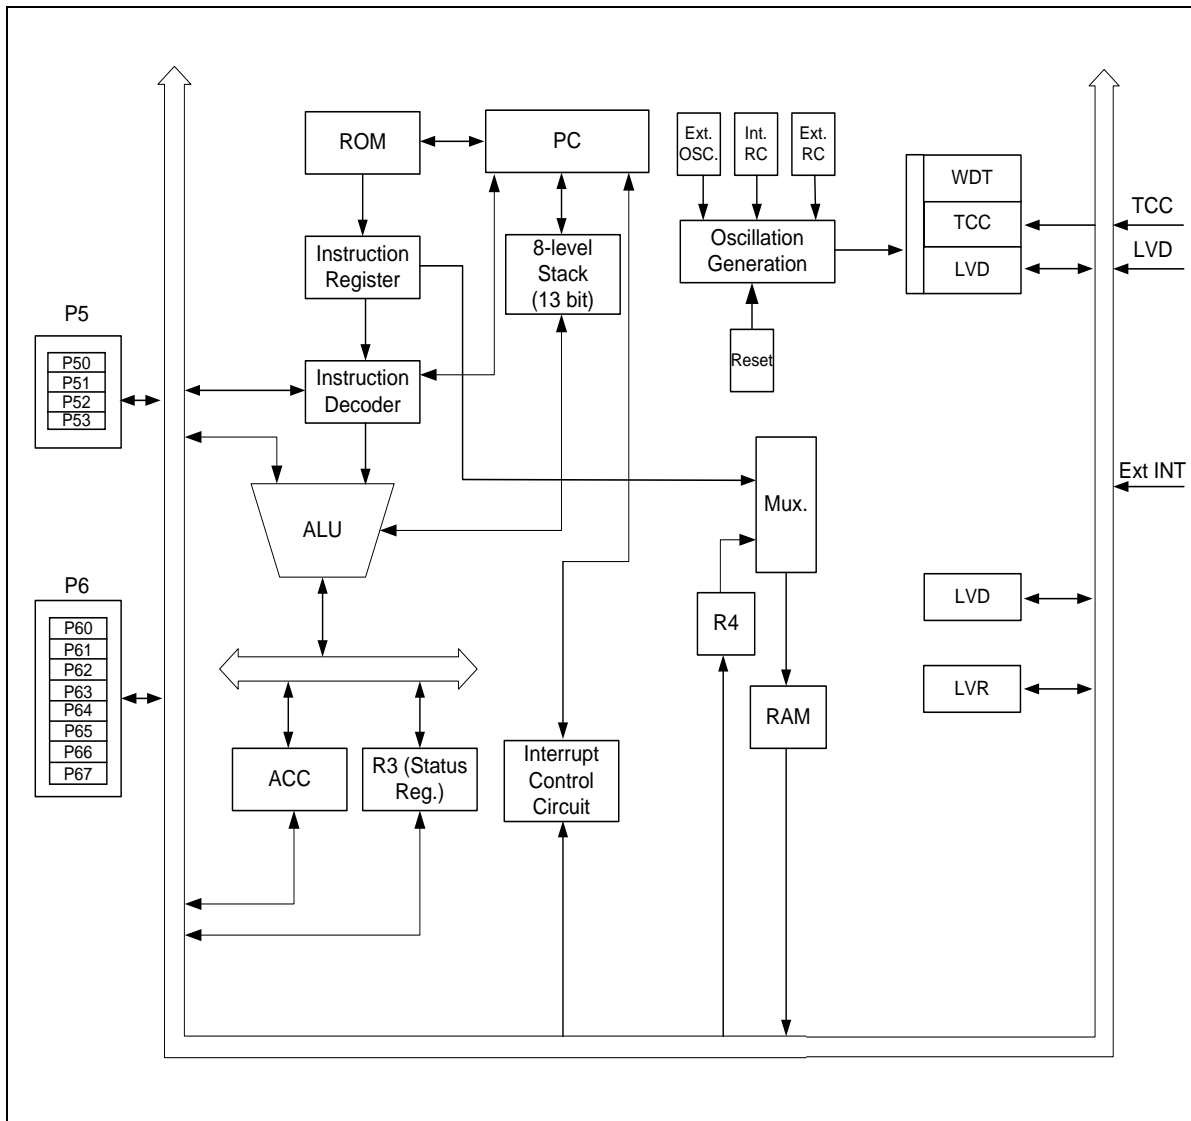 ROM
PC
Ext.
OSC.
Int.
RC
Ext.
RC
WDT
TCC
LVD
TCC
LVD
Instruction
Register
8-level
Stack
(13 bit)
Oscillation
Generation
Reset
P5
P50
P51
P52
P53
Instruction
Decoder
ALU
Mux.
Ext INT
P6
P60
P61
P62
P63
P64
P65
P66
P67
R4
LVD
LVR
RAM
ACC
R3 (Status
Reg.)
Interrupt
Control
Circuit